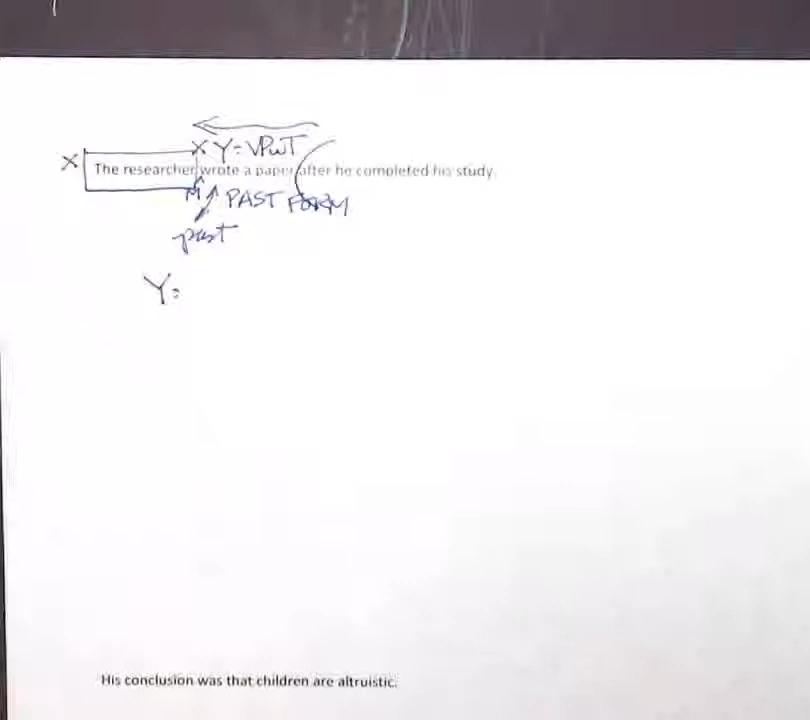 X Y=VPWT
X The researcher wrote a paper after he completed his study.
M PAST FORM
past
Y=
His conclusion was that children are altruistic.